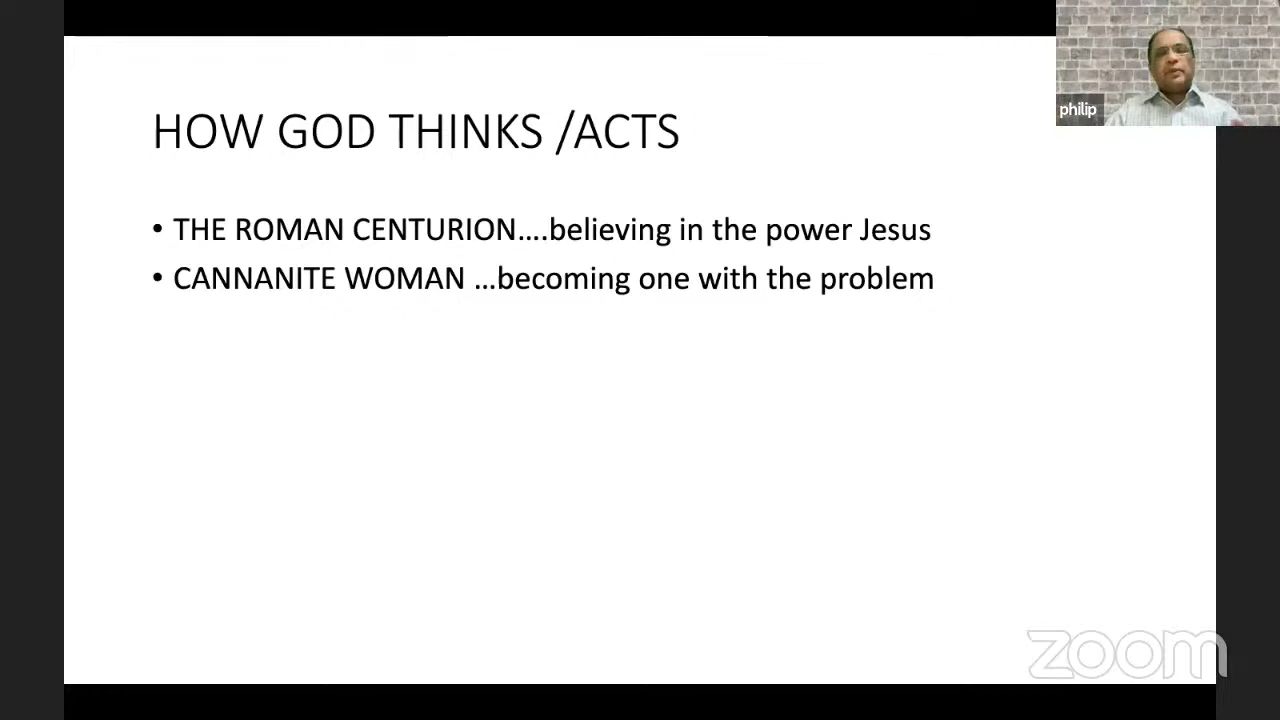 philip
HOW GOD THINKS /ACTS
• THE ROMAN CENTURION....believing in the power Jesus
• CANNANITE WOMAN ...becoming one with the problem
zoom